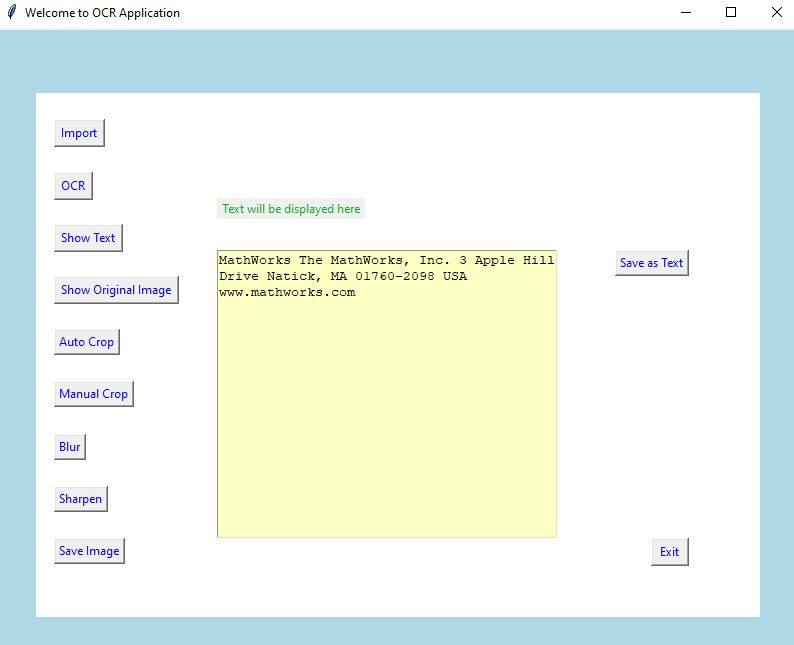 Welcome to OCR Application
Import
OCR
Show Text
Show Original Image
Auto Crop
Manual Crop
Blur
Sharpen
Save Image
Text will be displayed here
MathWorks The MathWorks, Inc. 3 Apple Hill
Drive Natick, MA 01760-2098 USA
www.mathworks.com
Save as Text
Exit